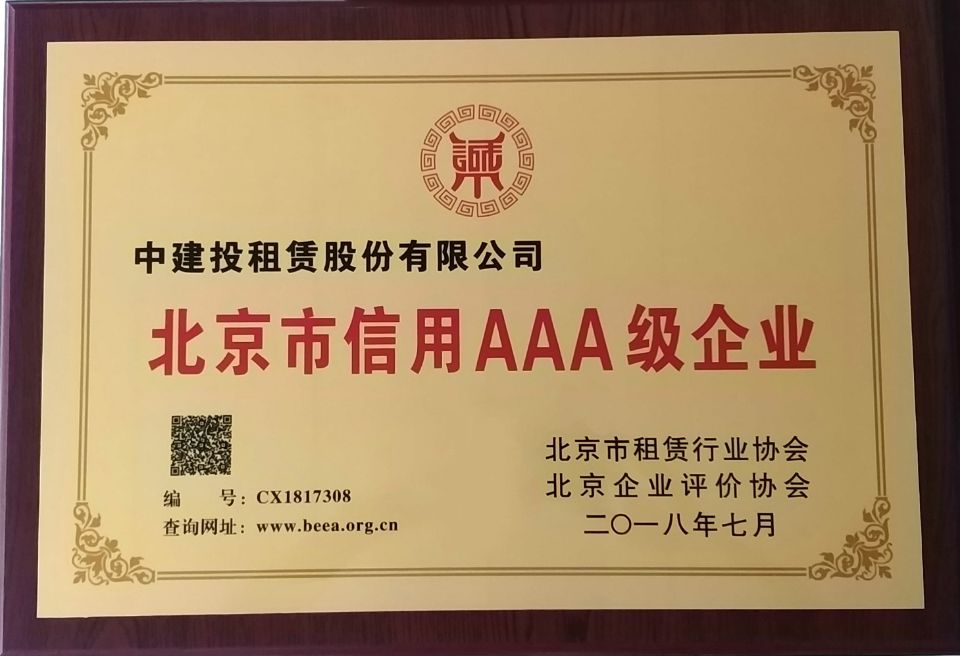 誠
中建投租赁股份有限公司
北京市信用AAA级企业
北京市租赁行业协会
北京企业评价协会
二〇一八年七月
编 号：CX1817308
查询网址：www.beea.org.cn